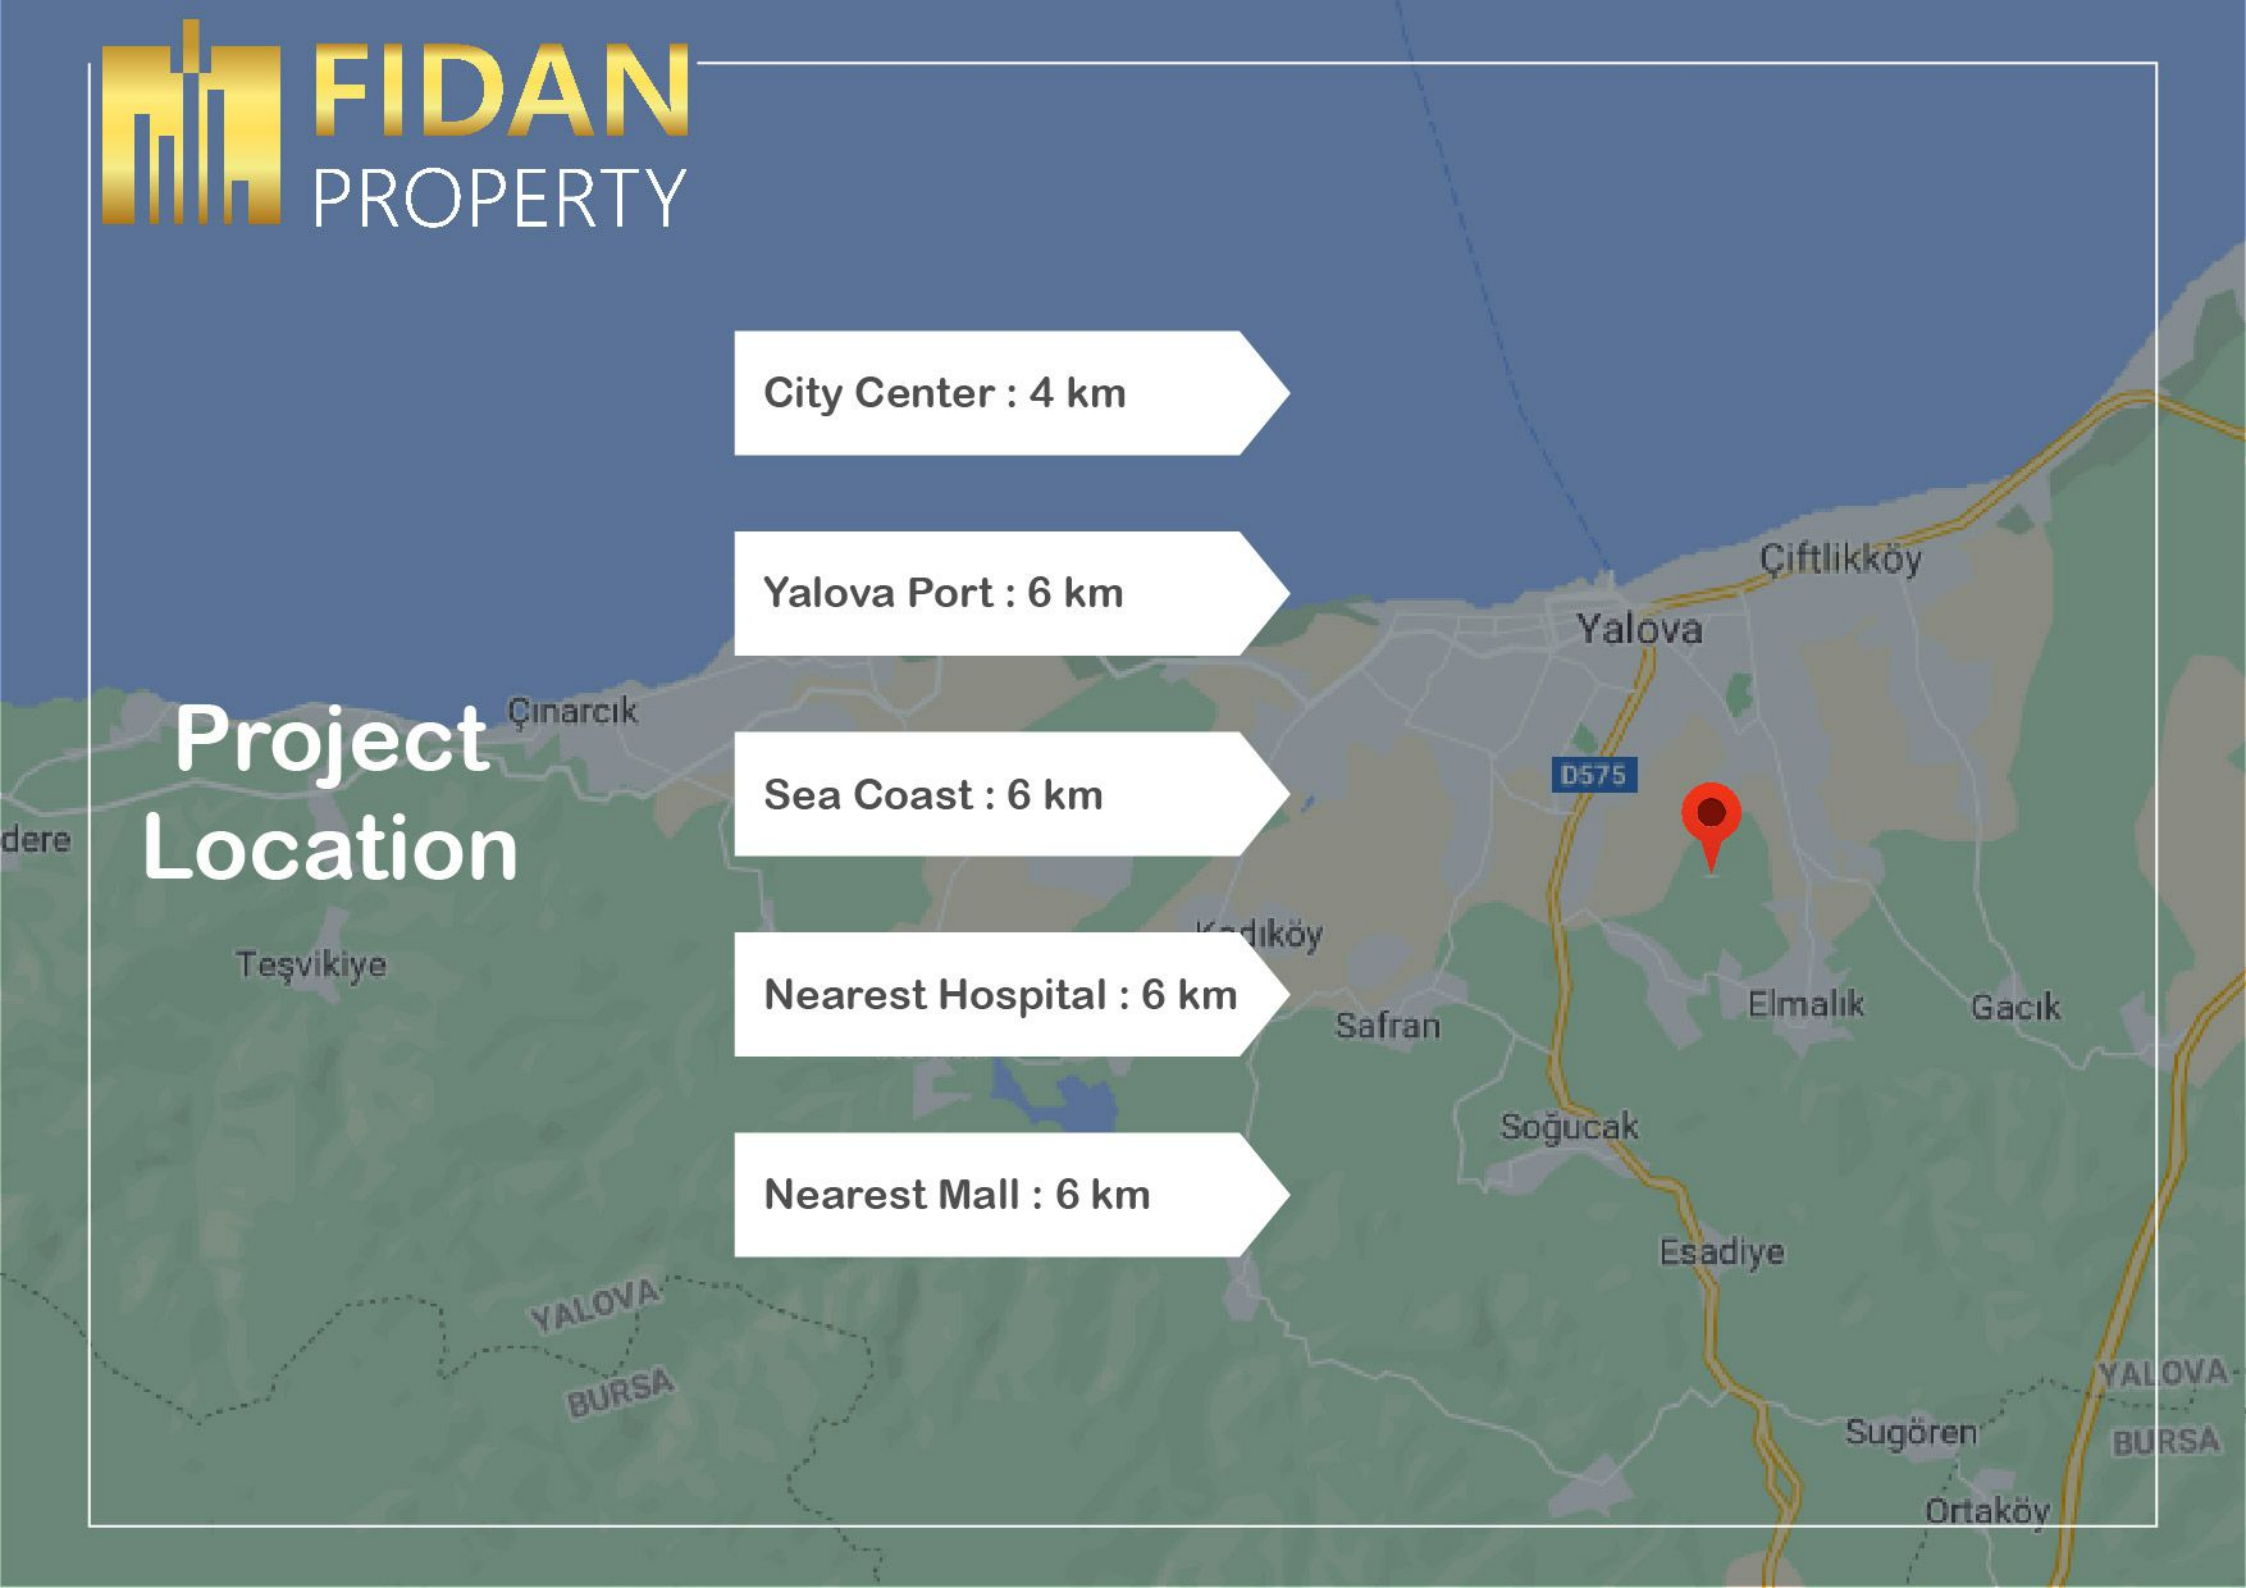 FIDAN
PROPERTY
City Center : 4 km
Yalova Port : 6 km
Çiftlikköy
Yalova
Çınarcık
Project
Location
Sea Coast : 6 km
D575
dere
Teşvikiye
Nearest Hospital : 6 km
Safran
Elmalık
Gacık
Soğucak
Nearest Mall : 6 km
Esadiye
YALOVA
BURSA
YALOVA
BURSA
Sugören
Ortaköy